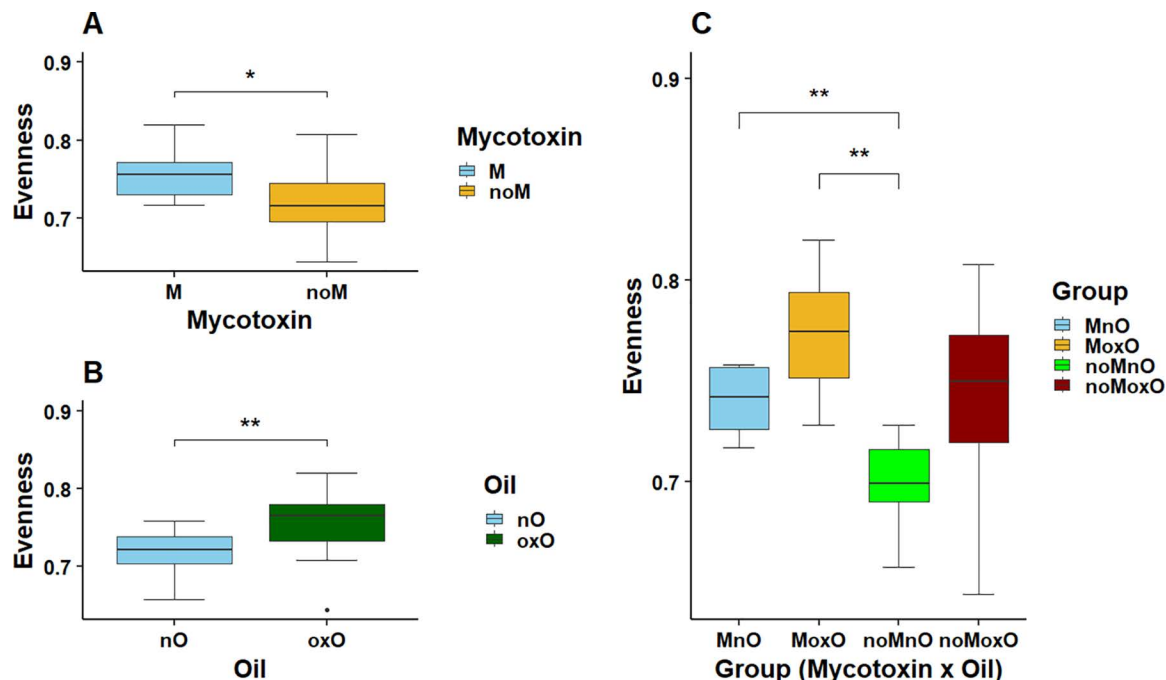 A
Evenness
0.9
0.8
0.7
*
M
noM
Mycotoxin
Mycotoxin
M
noM
B
Evenness
0.9
0.8
0.7
**
nO
oxO
Oil
Oil
nO
oxO
C
Evenness
0.9
0.8
0.7
**
**
MnO
MoxO
noMnO
noMoxO
Group (Mycotoxin x Oil)
Group
MnO
MoxO
noMnO
noMoxO